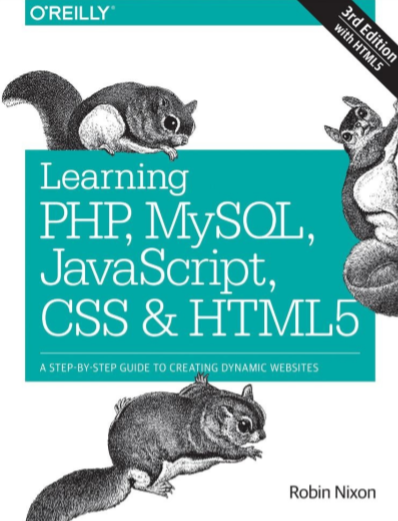 O'REILLY®
3rd Edition
with HTML5
Learning
PHP, MySQL,
JavaScript,
CSS & HTML5
A STEP-BY-STEP GUIDE TO CREATING DYNAMIC WEBSITES
Robin Nixon